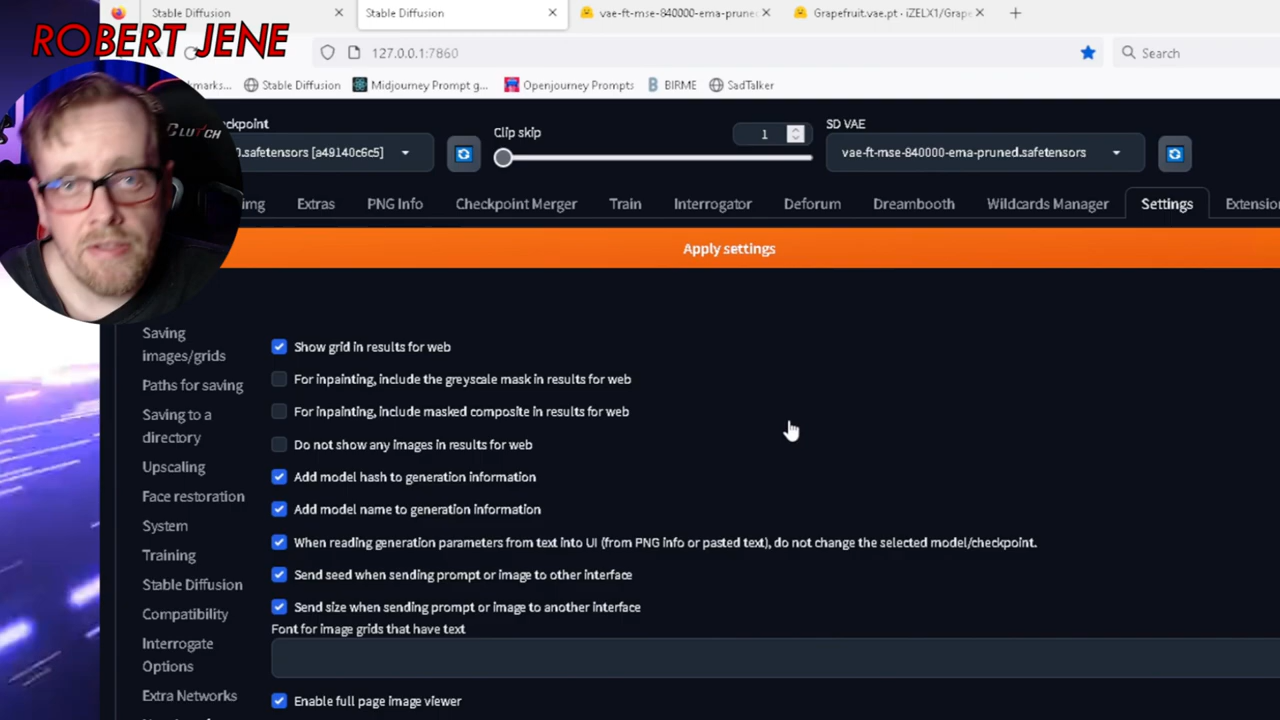 Stable Diffusion
Stable Diffusion
vae-ft-mse-840000-ema-prune
Grapefruit.vae.pt · iZELX1/Grape
ROBERT JENE
127.0.0.1:7860
Search
marks...
Stable Diffusion
Midjourney Prompt g...
Openjourney Prompts
BIRME
SadTalker
CLUTCH
ckpoint
Clip skip
1
SD VAE
0.safetensors [a49140c6c5]
vae-ft-mse-840000-ema-pruned.safetensors
img
Extras
PNG Info
Checkpoint Merger
Train
Interrogator
Deforum
Dreambooth
Wildcards Manager
Settings
Extension
Apply settings
Saving
images/grids
Paths for saving
Saving to a
directory
Upscaling
Face restoration
System
Training
Stable Diffusion
Compatibility
Interrogate
Options
Extra Networks
Show grid in results for web
For inpainting, include the greyscale mask in results for web
For inpainting, include masked composite in results for web
Do not show any images in results for web
Add model hash to generation information
Add model name to generation information
When reading generation parameters from text into UI (from PNG info or pasted text), do not change the selected model/checkpoint.
Send seed when sending prompt or image to other interface
Send size when sending prompt or image to another interface
Font for image grids that have text
Enable full page image viewer